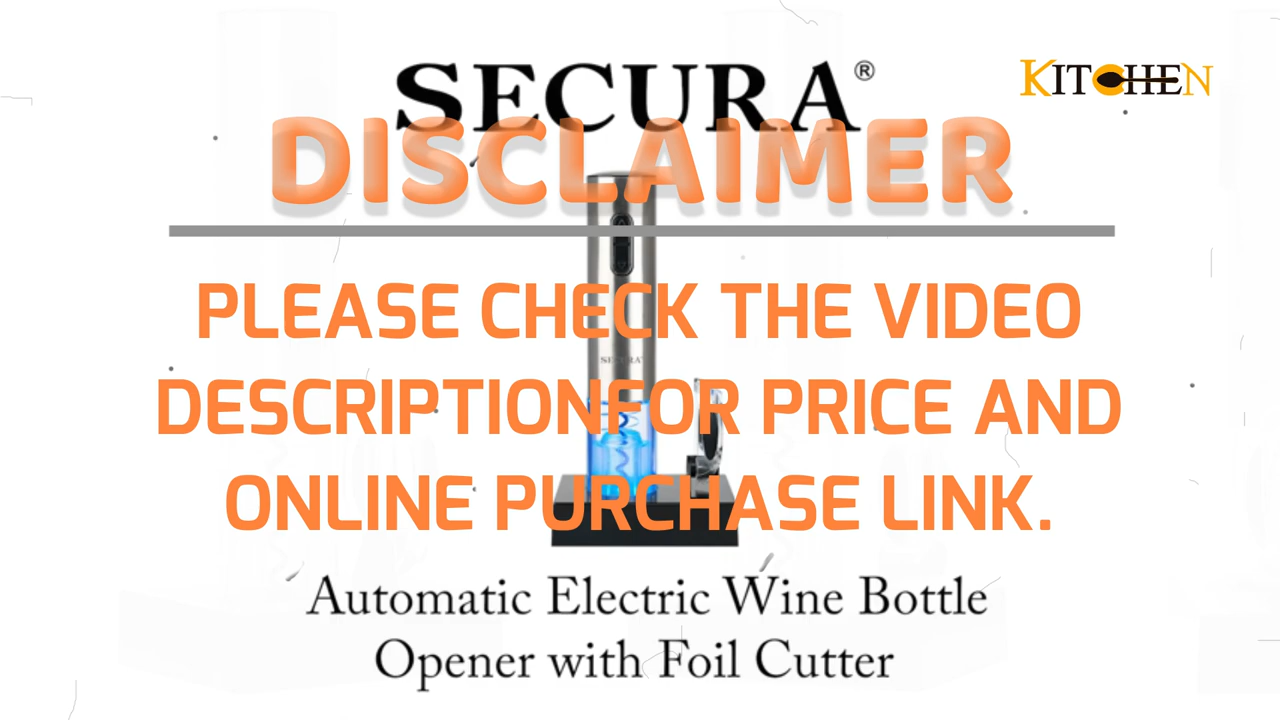 SECURA®
KITCHEN
DISCLAIMER
PLEASE CHECK THE VIDEO
SECURA
DESCRIPTIONFOR PRICE AND
ONLINE PURCHASE LINK.
Automatic Electric Wine Bottle
Opener with Foil Cutter